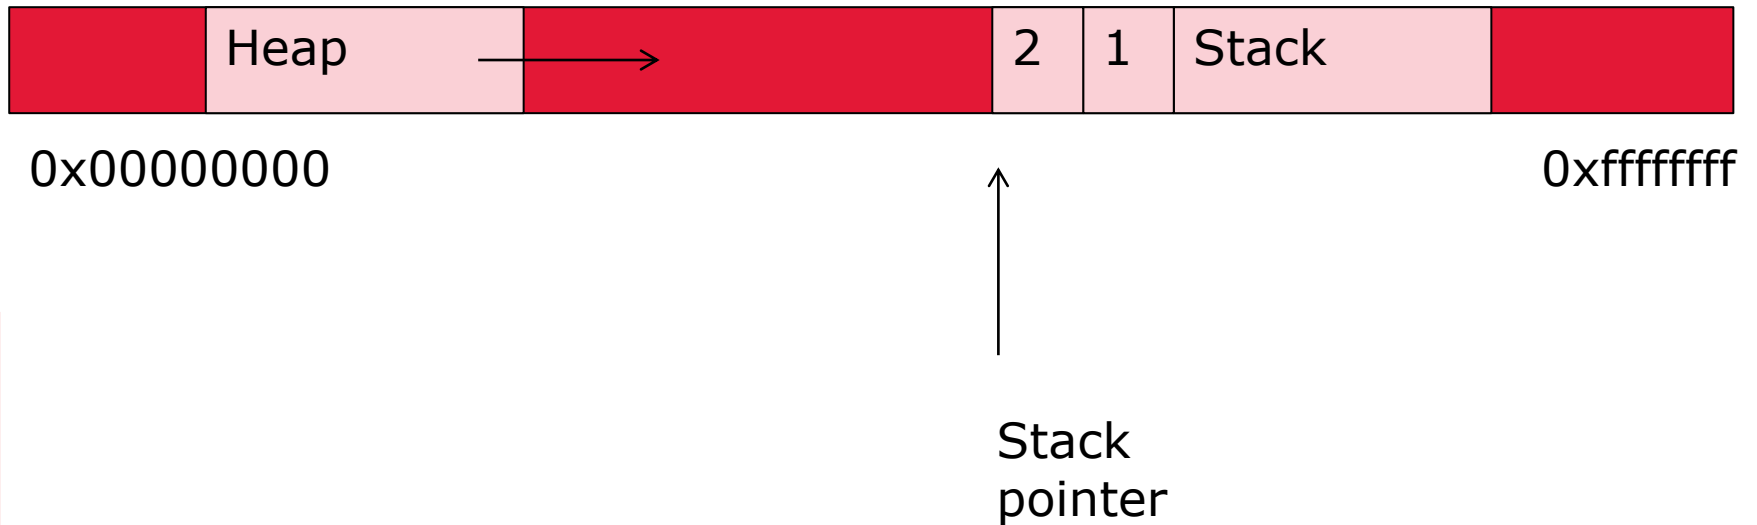 Heap 2 1 Stack
0x00000000 0xffffffff
Stack
pointer